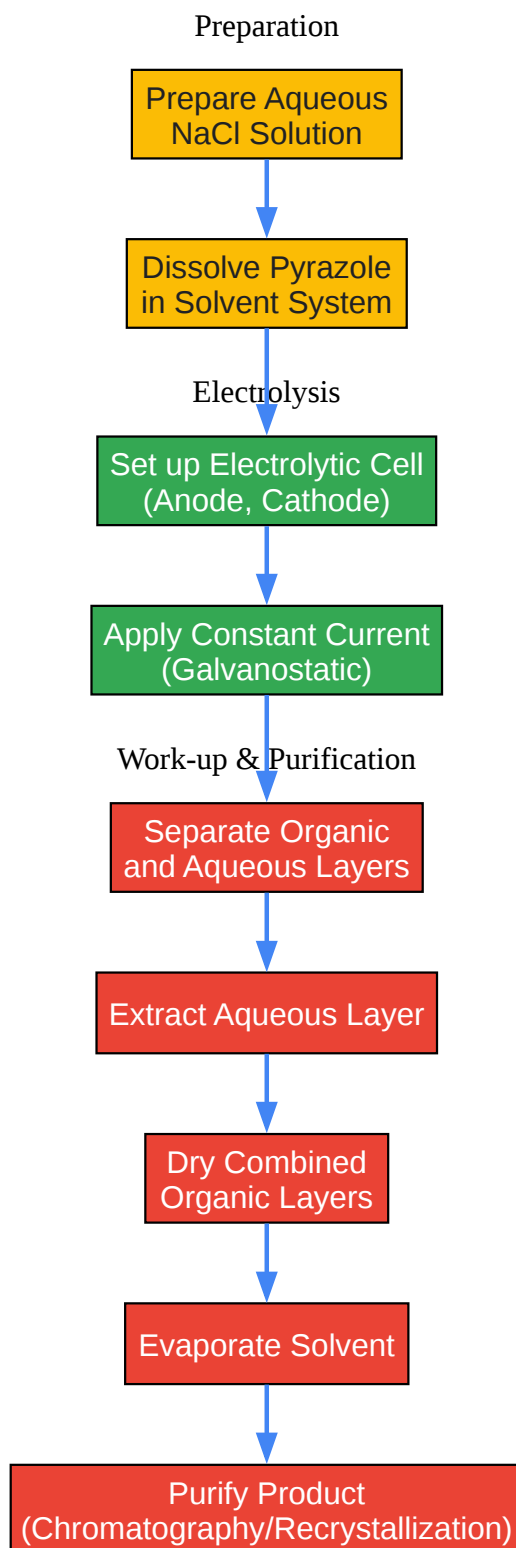 Preparation
Prepare Aqueous
NaCl Solution
Dissolve Pyrazole
in Solvent System
Electrolysis
Set up Electrolytic Cell
(Anode, Cathode)
Apply Constant Current
(Galvanostatic)
Work-up & Purification
Separate Organic
and Aqueous Layers
Extract Aqueous Layer
Dry Combined
Organic Layers
Evaporate Solvent
Purify Product
(Chromatography/Recrystallization)